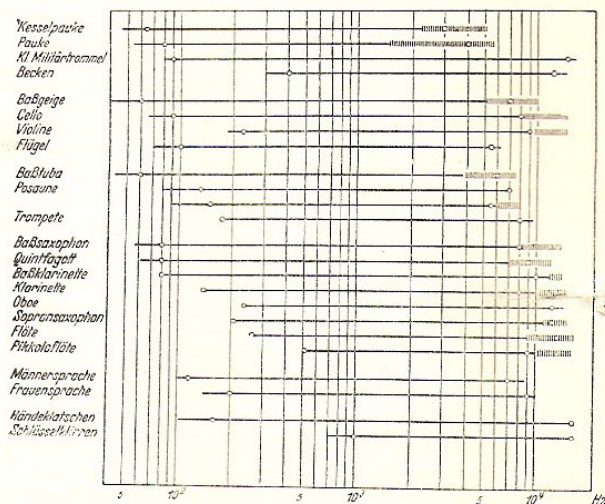 Kesselpauke
Pauke
Kl. Militärtrommel
Becken
Baßgeige
Cello
Violine
Flügel
Baßtuba
Posaune
Trompete
Baßsaxophon
Quintfagott
Baßklarinette
Klarinette
Oboe
Sopransaxophon
Flöte
Pikkoloflöte
Männersprache
Frauensprache
Händeklatschen
Schlüsselklirren
5 10² 5 10³ 5 10⁴ Hz